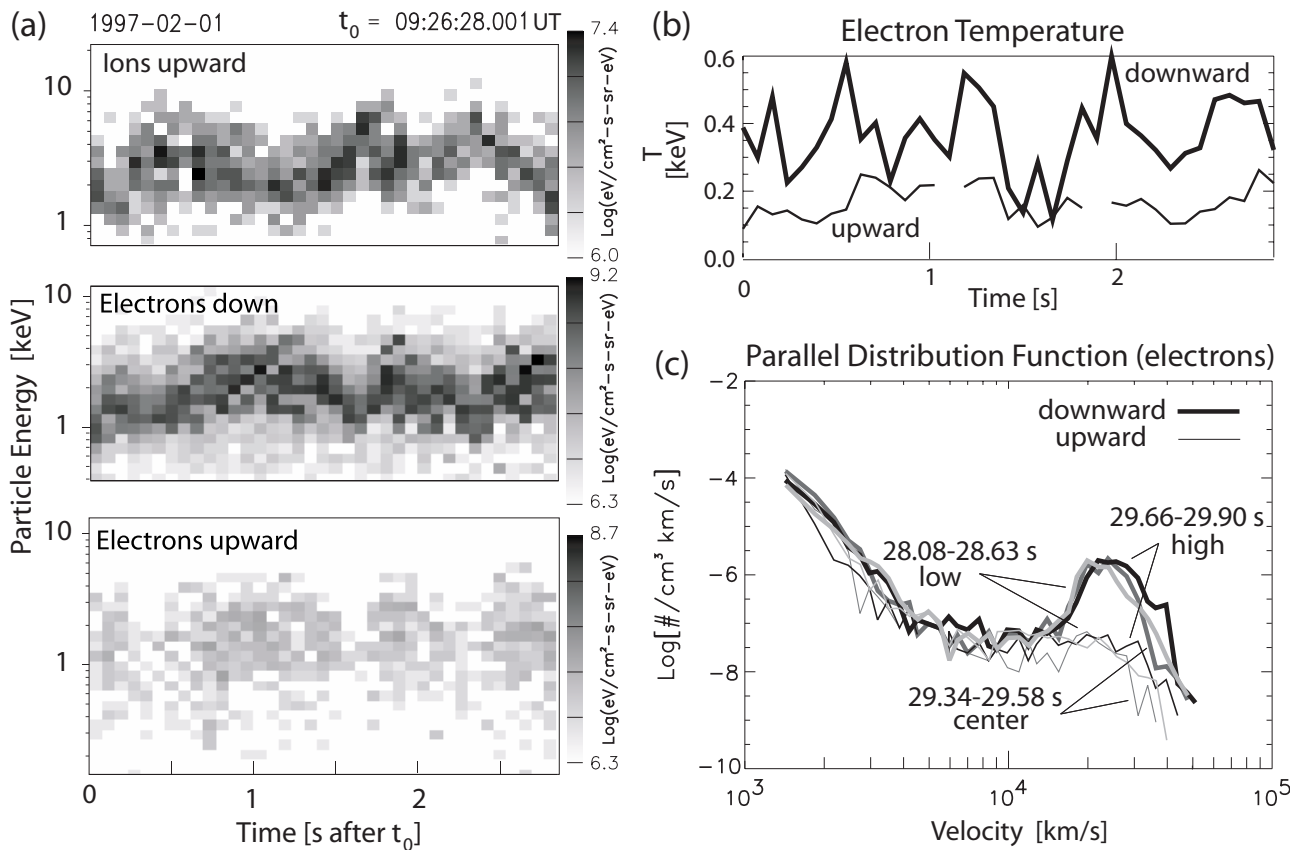 (a)
1997-02-01 t₀ = 09:26:28.001 UT
Ions upward
10
1
7.4
Log(eV/cm²-s-sr-eV)
6.0
Electrons down
10
1
9.2
Log(eV/cm²-s-sr-eV)
6.3
Electrons upward
10
1
8.7
Log(eV/cm²-s-sr-eV)
6.3
Particle Energy [keV]
0 1 2
Time [s after t₀]
(b)
Electron Temperature
0.6
0.4
0.2
0.0
T
[keV]
downward
upward
0 1 2
Time [s]
(c)
Parallel Distribution Function (electrons)
−2
−4
−6
−8
−10
Log[#/cm³ km/s]
downward
upward
29.66-29.90 s
high
28.08-28.63 s
low
29.34-29.58 s
center
10³ 10⁴ 10⁵
Velocity [km/s]